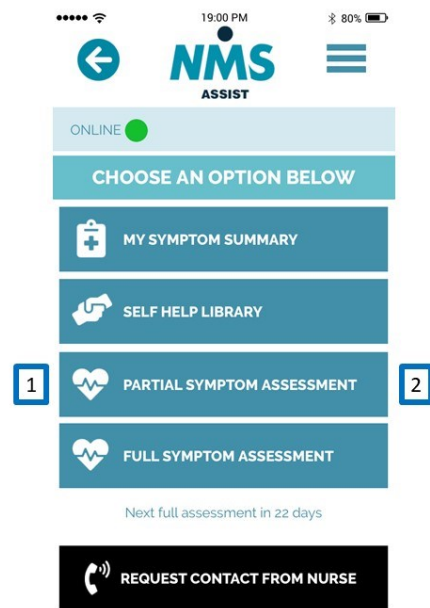 19:00 PM
80%
NMS
ASSIST
ONLINE
CHOOSE AN OPTION BELOW
MY SYMPTOM SUMMARY
SELF HELP LIBRARY
1
PARTIAL SYMPTOM ASSESSMENT
2
FULL SYMPTOM ASSESSMENT
Next full assessment in 22 days
REQUEST CONTACT FROM NURSE